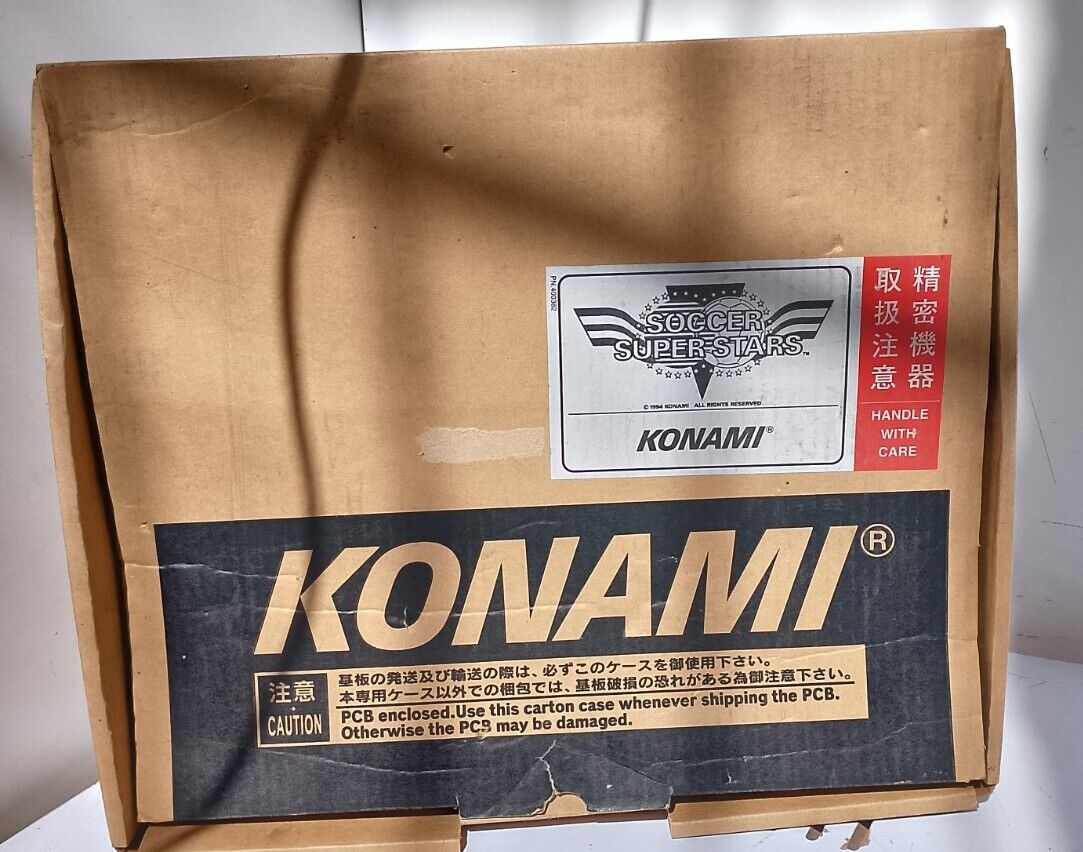 PN.400382
SOCCER
SUPER-STARS™
© 1994 KONAMI ALL RIGHTS RESERVED.
KONAMI®
精密機器
取扱注意
HANDLE
WITH
CARE
KONAMI®
注意
・
CAUTION
基板の発送及び輸送の際は、必ずこのケースを御使用下さい。
本専用ケース以外での梱包では、基板破損の恐れがある為御注意下さい。
PCB enclosed.Use this carton case whenever shipping the PCB.
Otherwise the PCB may be damaged.